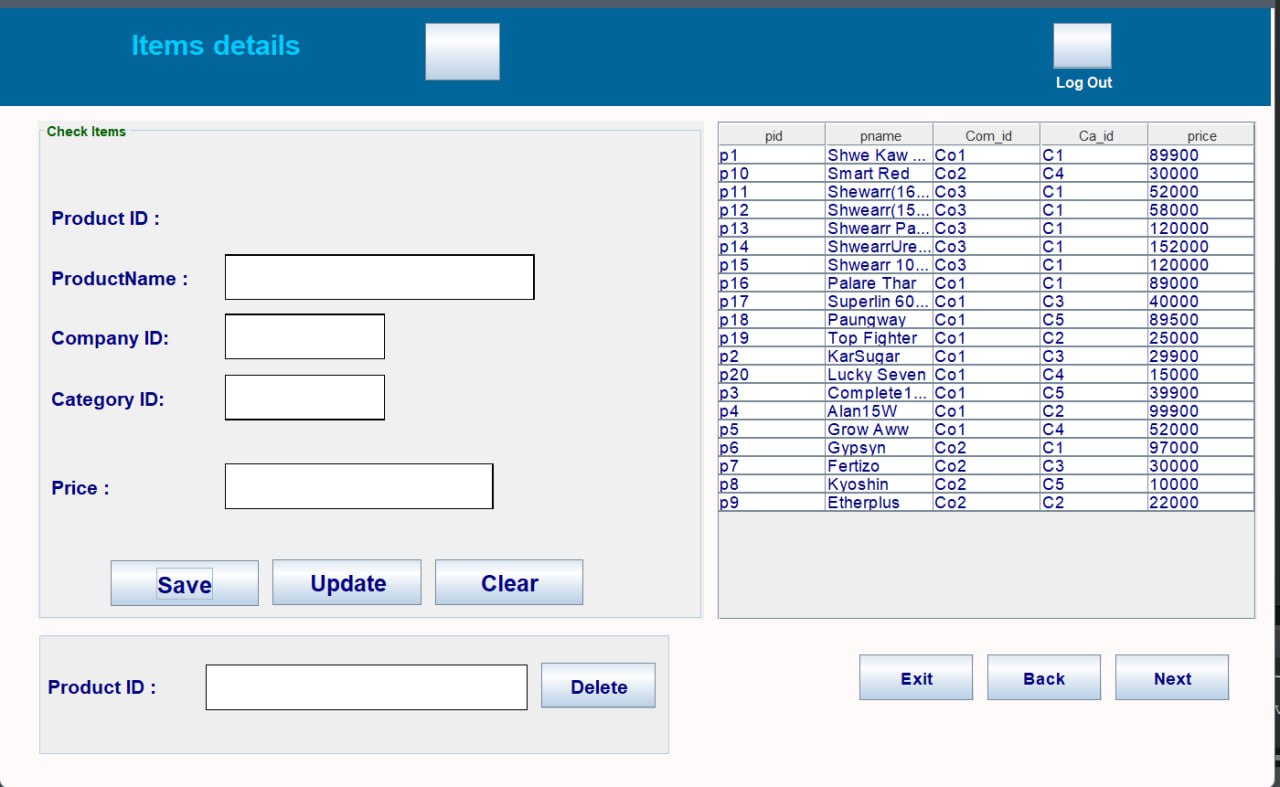 Items details
Log Out
Check Items
Product ID :
ProductName :
Company ID:
Category ID:
Price :
Save Update Clear
pid pname Com_id Ca_id price
p1 Shwe Kaw ... Co1 C1 89900
p10 Smart Red Co2 C4 30000
p11 Shewarr(16... Co3 C1 52000
p12 Shwearr(15... Co3 C1 58000
p13 Shwearr Pa... Co3 C1 120000
p14 ShwearrUre... Co3 C1 152000
p15 Shwearr 10... Co3 C1 120000
p16 Palare Thar Co1 C1 89000
p17 Superlin 60... Co1 C3 40000
p18 Paungway Co1 C5 89500
p19 Top Fighter Co1 C2 25000
p2 KarSugar Co1 C3 29900
p20 Lucky Seven Co1 C4 15000
p3 Complete1... Co1 C5 39900
p4 Alan15W Co1 C2 99900
p5 Grow Aww Co1 C4 52000
p6 Gypsyn Co2 C1 97000
p7 Fertizo Co2 C3 30000
p8 Kyoshin Co2 C5 10000
p9 Etherplus Co2 C2 22000
Product ID : Delete
Exit Back Next